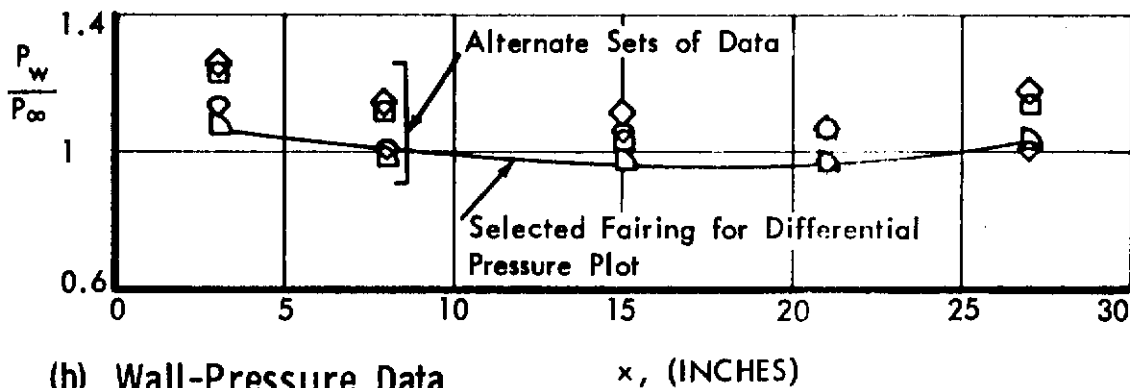 1.4
P_w
P_∞
Alternate Sets of Data
1
Selected Fairing for Differential
Pressure Plot
0.6
0 5 10 15 20 25 30
(b) Wall-Pressure Data x, (INCHES)